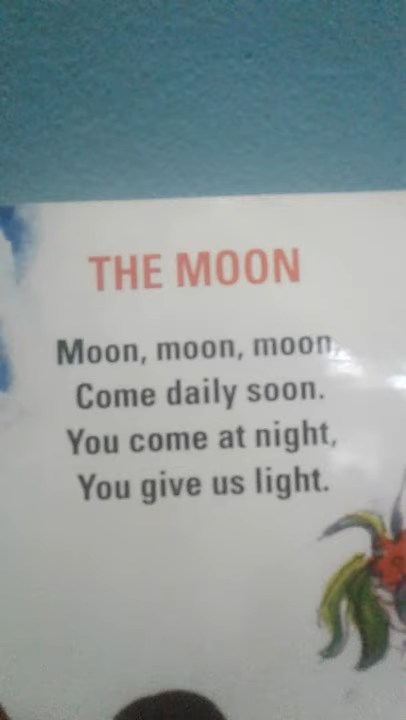 THE MOON
Moon, moon, moon,
Come daily soon.
You come at night,
You give us light.